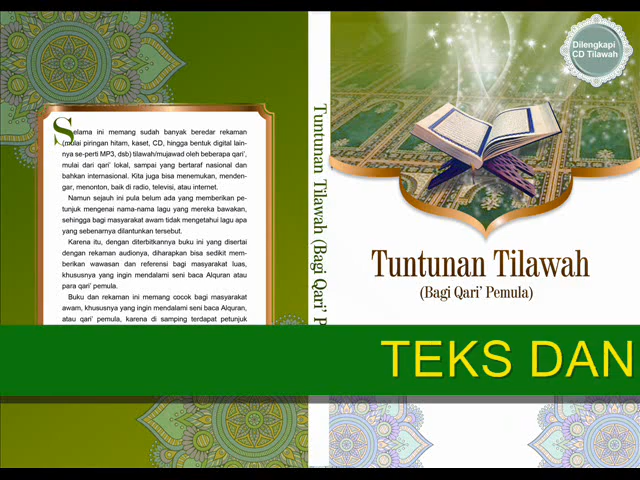 Selama ini memang sudah banyak beredar rekaman
(mulai piringan hitam, kaset, CD, hingga bentuk digital lain-
nya se-perti MP3, dsb) tilawah/mujawad oleh beberapa qari',
mulai dari qari' lokal, sampai yang bertaraf nasional dan
bahkan internasional. Kita juga bisa menemukan, menden-
gar, menonton, baik di radio, televisi, atau internet.
Namun sejauh ini pula belum ada yang memberikan pe-
tunjuk mengenai nama-nama lagu yang mereka bawakan,
sehingga bagi masyarakat awam tidak mengetahui lagu apa
yang sebenarnya dilantunkan tersebut.
Karena itu, dengan diterbitkannya buku ini yang disertai
dengan rekaman audionya, diharapkan bisa sedikit mem-
berikan wawasan dan referensi bagi masyarakat luas,
khususnya yang ingin mendalami seni baca Alquran atau
para qari' pemula.
Buku dan rekaman ini memang cocok bagi masyarakat
awam, khususnya yang ingin mendalami seni baca Alquran,
atau qari' pemula, karena di samping terdapat petunjuk
Tuntunan Tilawah (Bagi Qari' P
Dilengkapi
CD Tilawah
Tuntunan Tilawah
(Bagi Qari' Pemula)
TEKS DAN